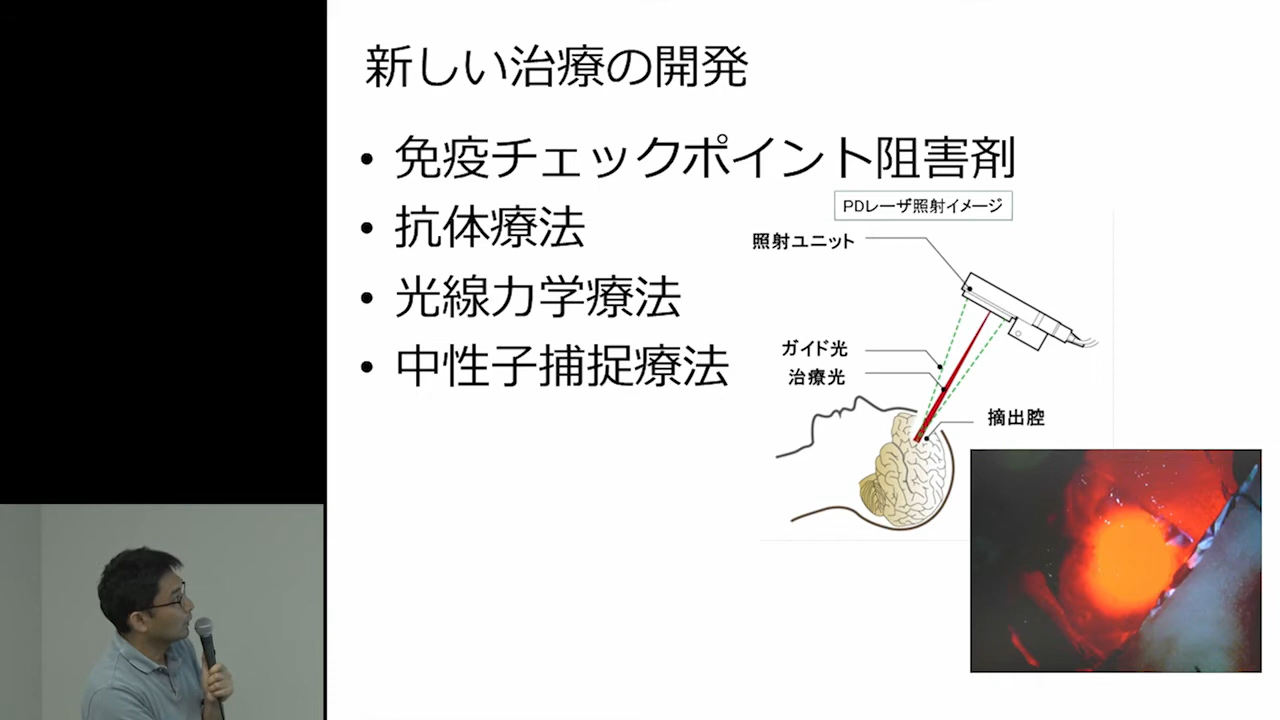 新しい治療の開発
• 免疫チェックポイント阻害剤
• 抗体療法
• 光線力学療法
• 中性子捕捉療法
PDレーザ照射イメージ
照射ユニット
ガイド光
治療光
摘出腔